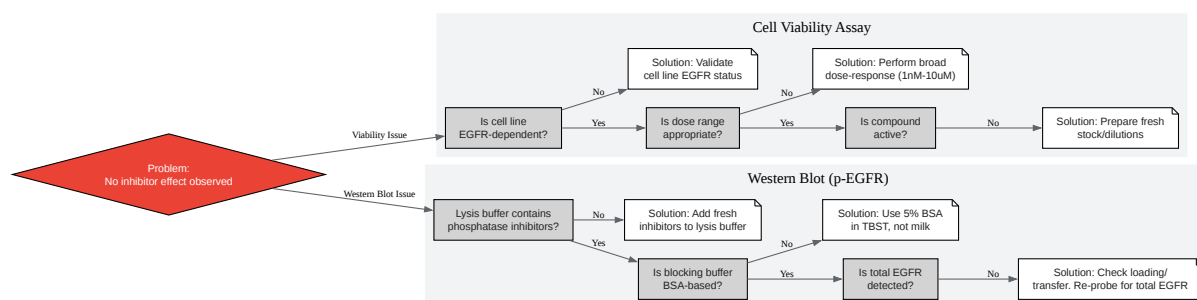 Cell Viability Assay
Solution: Validate
cell line EGFR status
Solution: Perform broad
dose-response (1nM-10uM)
No
No
Is cell line
EGFR-dependent?
Yes
Is dose range
appropriate?
Yes
Is compound
active?
No
Solution: Prepare fresh
stock/dilutions
Viability Issue
Problem:
No inhibitor effect observed
Western Blot Issue
Western Blot (p-EGFR)
Lysis buffer contains
phosphatase inhibitors?
No
Solution: Add fresh
inhibitors to lysis buffer
Solution: Use 5% BSA
in TBST, not milk
Yes
No
Is blocking buffer
BSA-based?
Yes
Is total EGFR
detected?
No
Solution: Check loading/
transfer. Re-probe for total EGFR